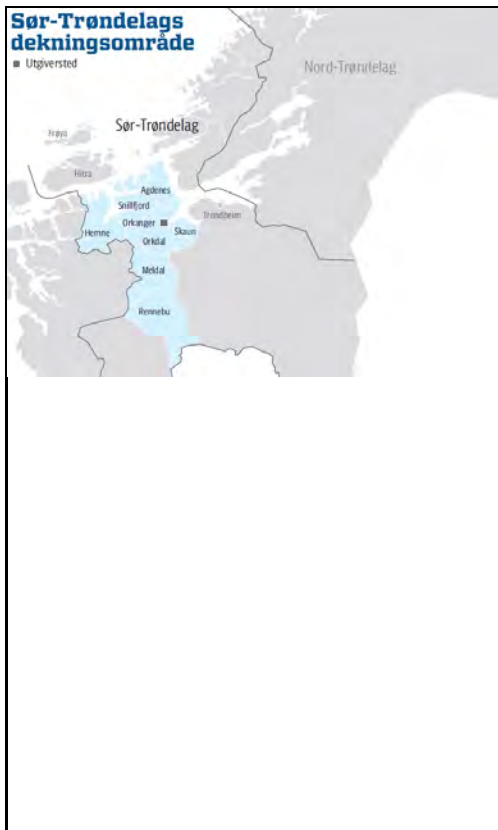 Sør-Trøndelags
dekningsområde
Utgiversted
Nord-Trøndelag
Sør-Trøndelag
Frøya
Hitra
Agdenes
Snillfjord
Trondheim
Orkanger
Hemne
Skaun
Orkdal
Meldal
Rennebu